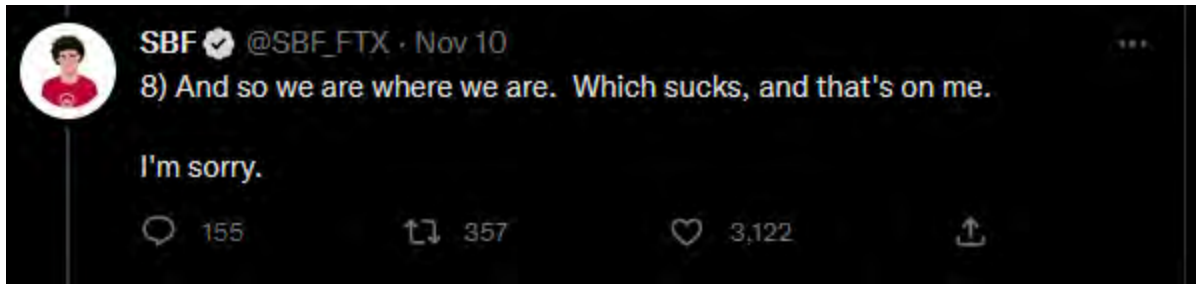 SBF @SBF_FTX · Nov 10
8) And so we are where we are.  Which sucks, and that's on me.
I'm sorry.
155 357 3,122